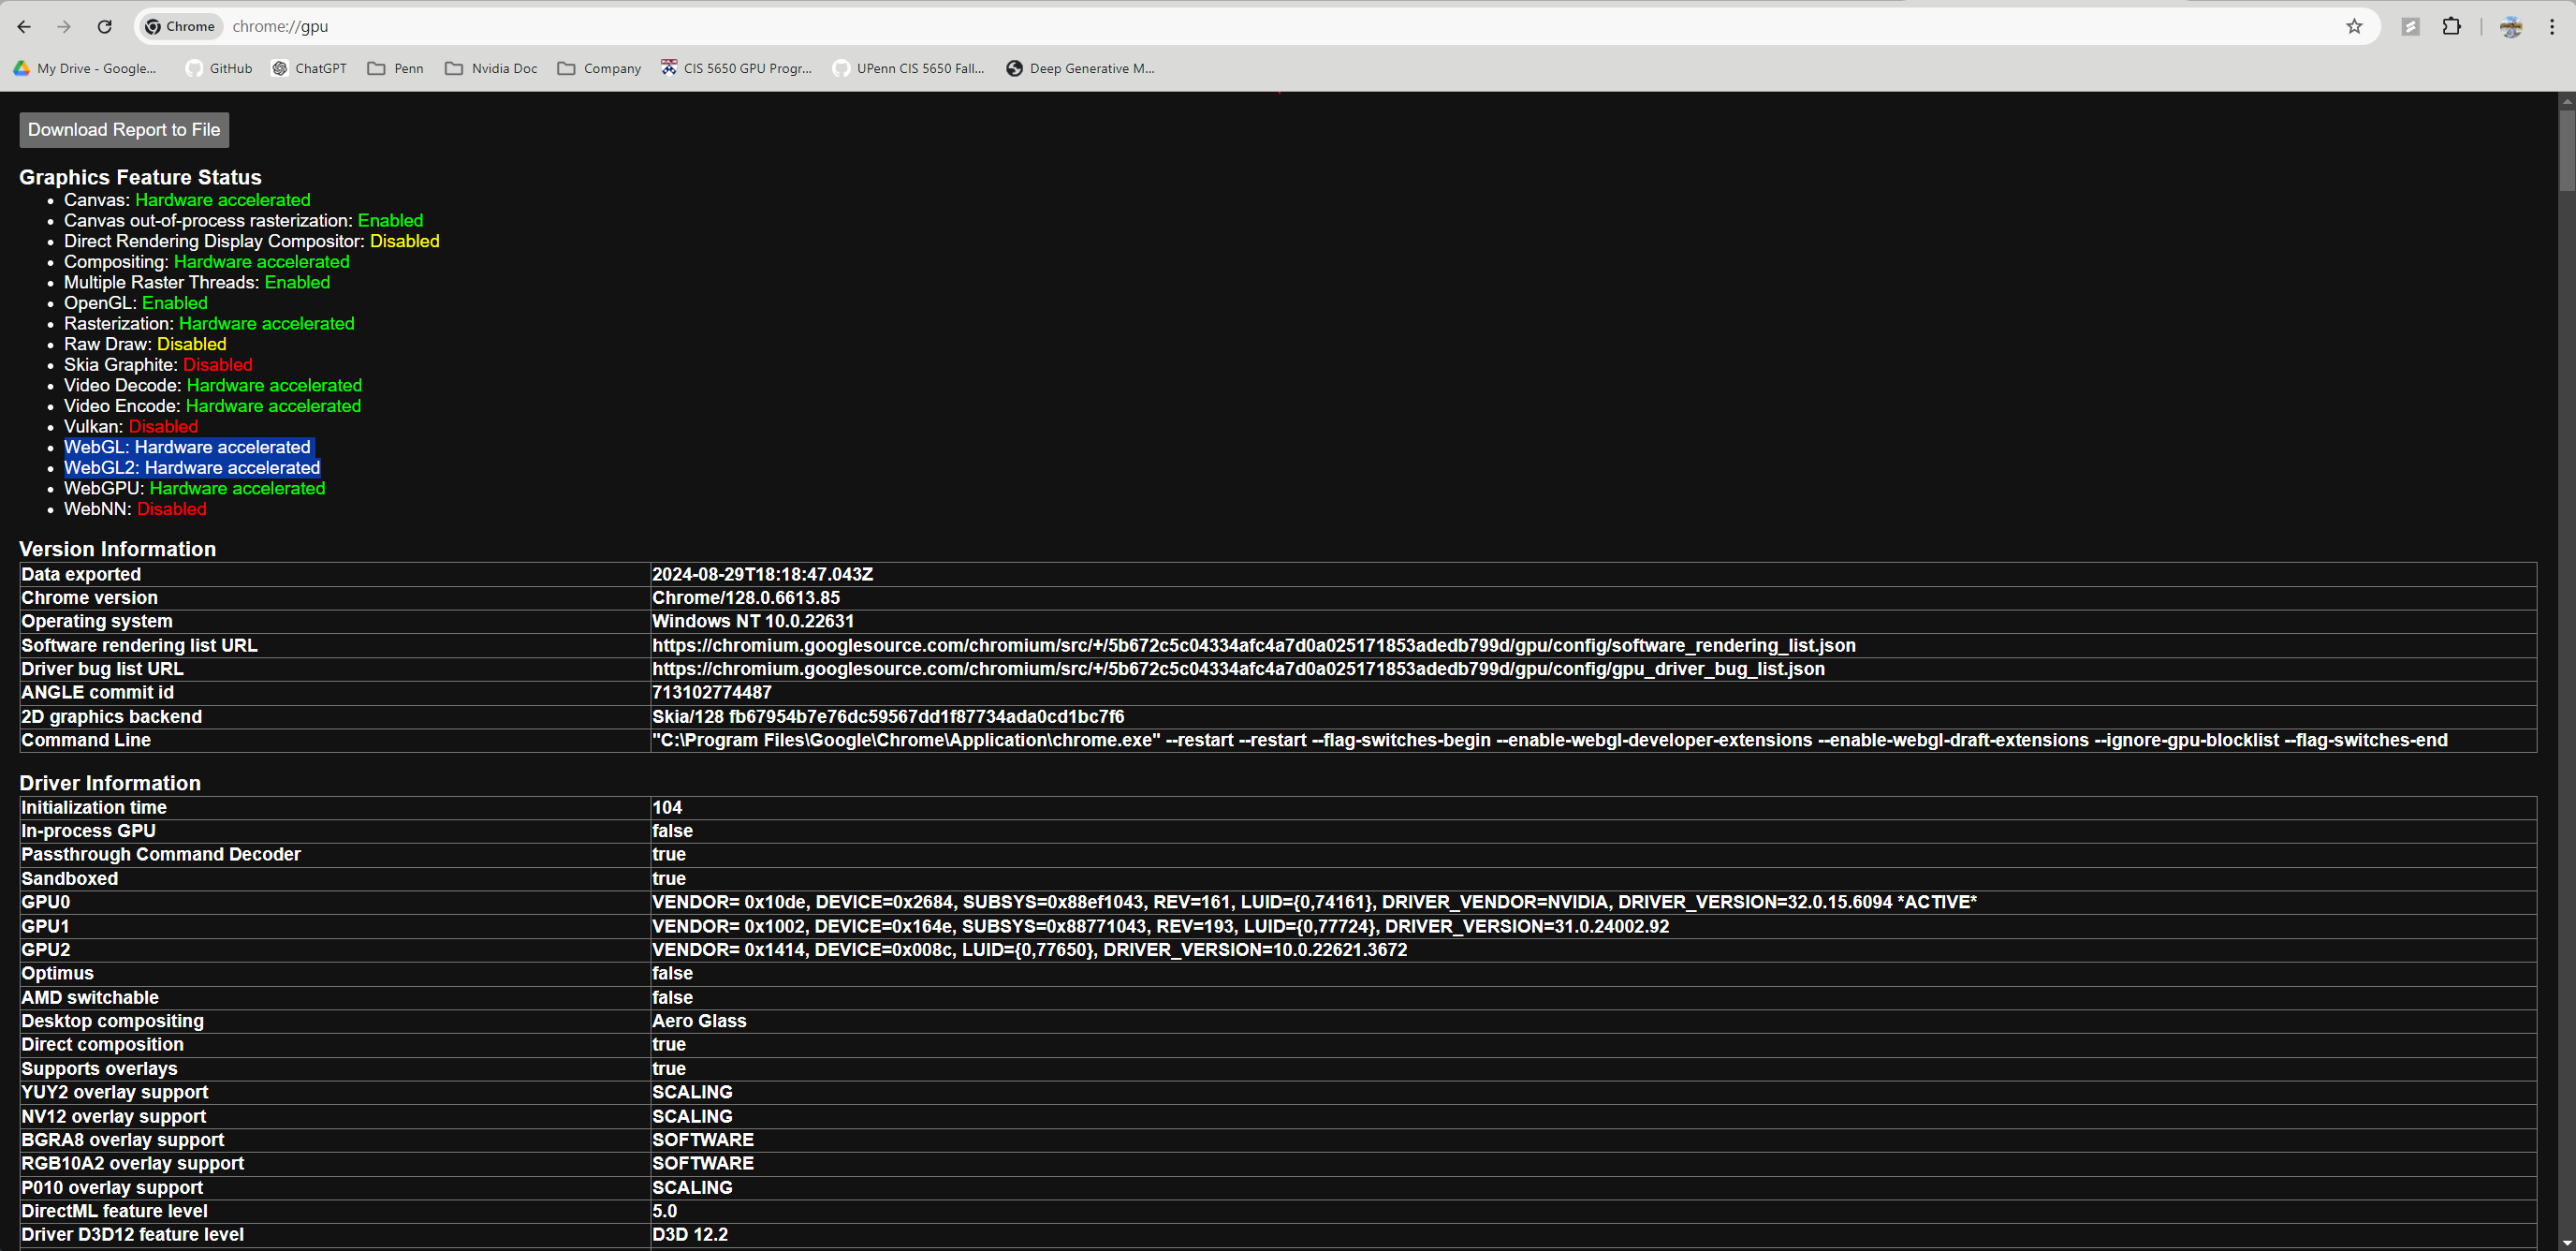 Chrome chrome://gpu
My Drive - Google... GitHub ChatGPT Penn Nvidia Doc Company CIS 5650 GPU Progr... UPenn CIS 5650 Fall... Deep Generative M...
Download Report to File
Graphics Feature Status
Canvas: Hardware accelerated
Canvas out-of-process rasterization: Enabled
Direct Rendering Display Compositor: Disabled
Compositing: Hardware accelerated
Multiple Raster Threads: Enabled
OpenGL: Enabled
Rasterization: Hardware accelerated
Raw Draw: Disabled
Skia Graphite: Disabled
Video Decode: Hardware accelerated
Video Encode: Hardware accelerated
Vulkan: Disabled
WebGL: Hardware accelerated
WebGL2: Hardware accelerated
WebGPU: Hardware accelerated
WebNN: Disabled
Version Information
Data exported 2024-08-29T18:18:47.043Z
Chrome version Chrome/128.0.6613.85
Operating system Windows NT 10.0.22631
Software rendering list URL https://chromium.googlesource.com/chromium/src/+/5b672c5c04334afc4a7d0a025171853adedb799d/gpu/config/software_rendering_list.json
Driver bug list URL https://chromium.googlesource.com/chromium/src/+/5b672c5c04334afc4a7d0a025171853adedb799d/gpu/config/gpu_driver_bug_list.json
ANGLE commit id 713102774487
2D graphics backend Skia/128 fb67954b7e76dc59567dd1f87734ada0cd1bc7f6
Command Line "C:\Program Files\Google\Chrome\Application\chrome.exe" --restart --restart --flag-switches-begin --enable-webgl-developer-extensions --enable-webgl-draft-extensions --ignore-gpu-blocklist --flag-switches-end
Driver Information
Initialization time 104
In-process GPU false
Passthrough Command Decoder true
Sandboxed true
GPU0 VENDOR= 0x10de, DEVICE=0x2684, SUBSYS=0x88ef1043, REV=161, LUID={0,74161}, DRIVER_VENDOR=NVIDIA, DRIVER_VERSION=32.0.15.6094 *ACTIVE*
GPU1 VENDOR= 0x1002, DEVICE=0x164e, SUBSYS=0x88771043, REV=193, LUID={0,77724}, DRIVER_VERSION=31.0.24002.92
GPU2 VENDOR= 0x1414, DEVICE=0x008c, LUID={0,77650}, DRIVER_VERSION=10.0.22621.3672
Optimus false
AMD switchable false
Desktop compositing Aero Glass
Direct composition true
Supports overlays true
YUY2 overlay support SCALING
NV12 overlay support SCALING
BGRA8 overlay support SOFTWARE
RGB10A2 overlay support SOFTWARE
P010 overlay support SCALING
DirectML feature level 5.0
Driver D3D12 feature level D3D 12.2